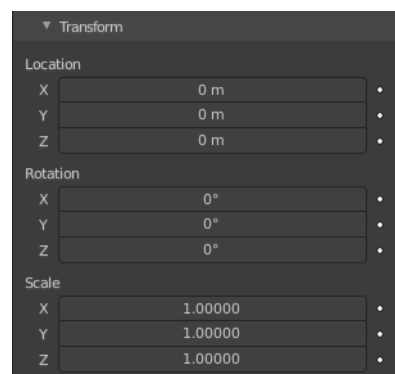 Transform
Location
X 0 m
Y 0 m
Z 0 m
Rotation
X 0°
Y 0°
Z 0°
Scale
X 1.00000
Y 1.00000
Z 1.00000